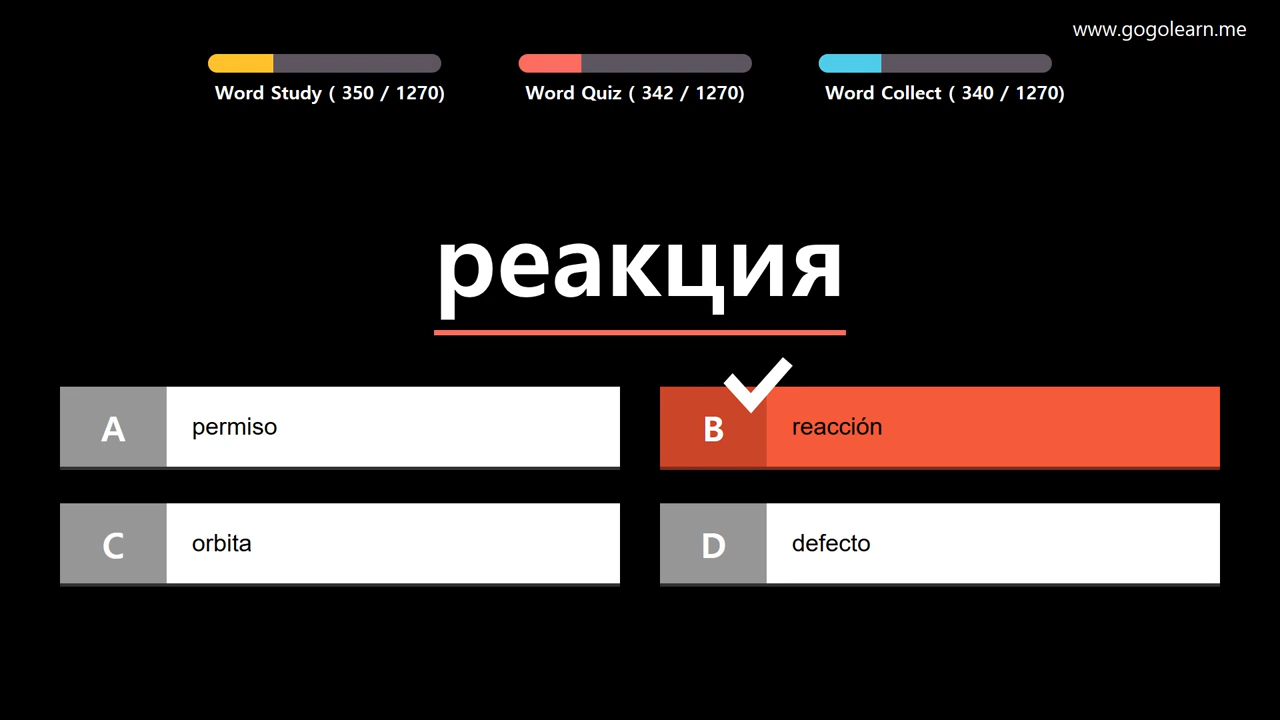 www.gogolearn.me
Word Study ( 350 / 1270)
Word Quiz ( 342 / 1270)
Word Collect ( 340 / 1270)
реакция
A permiso
B reacción
C orbita
D defecto